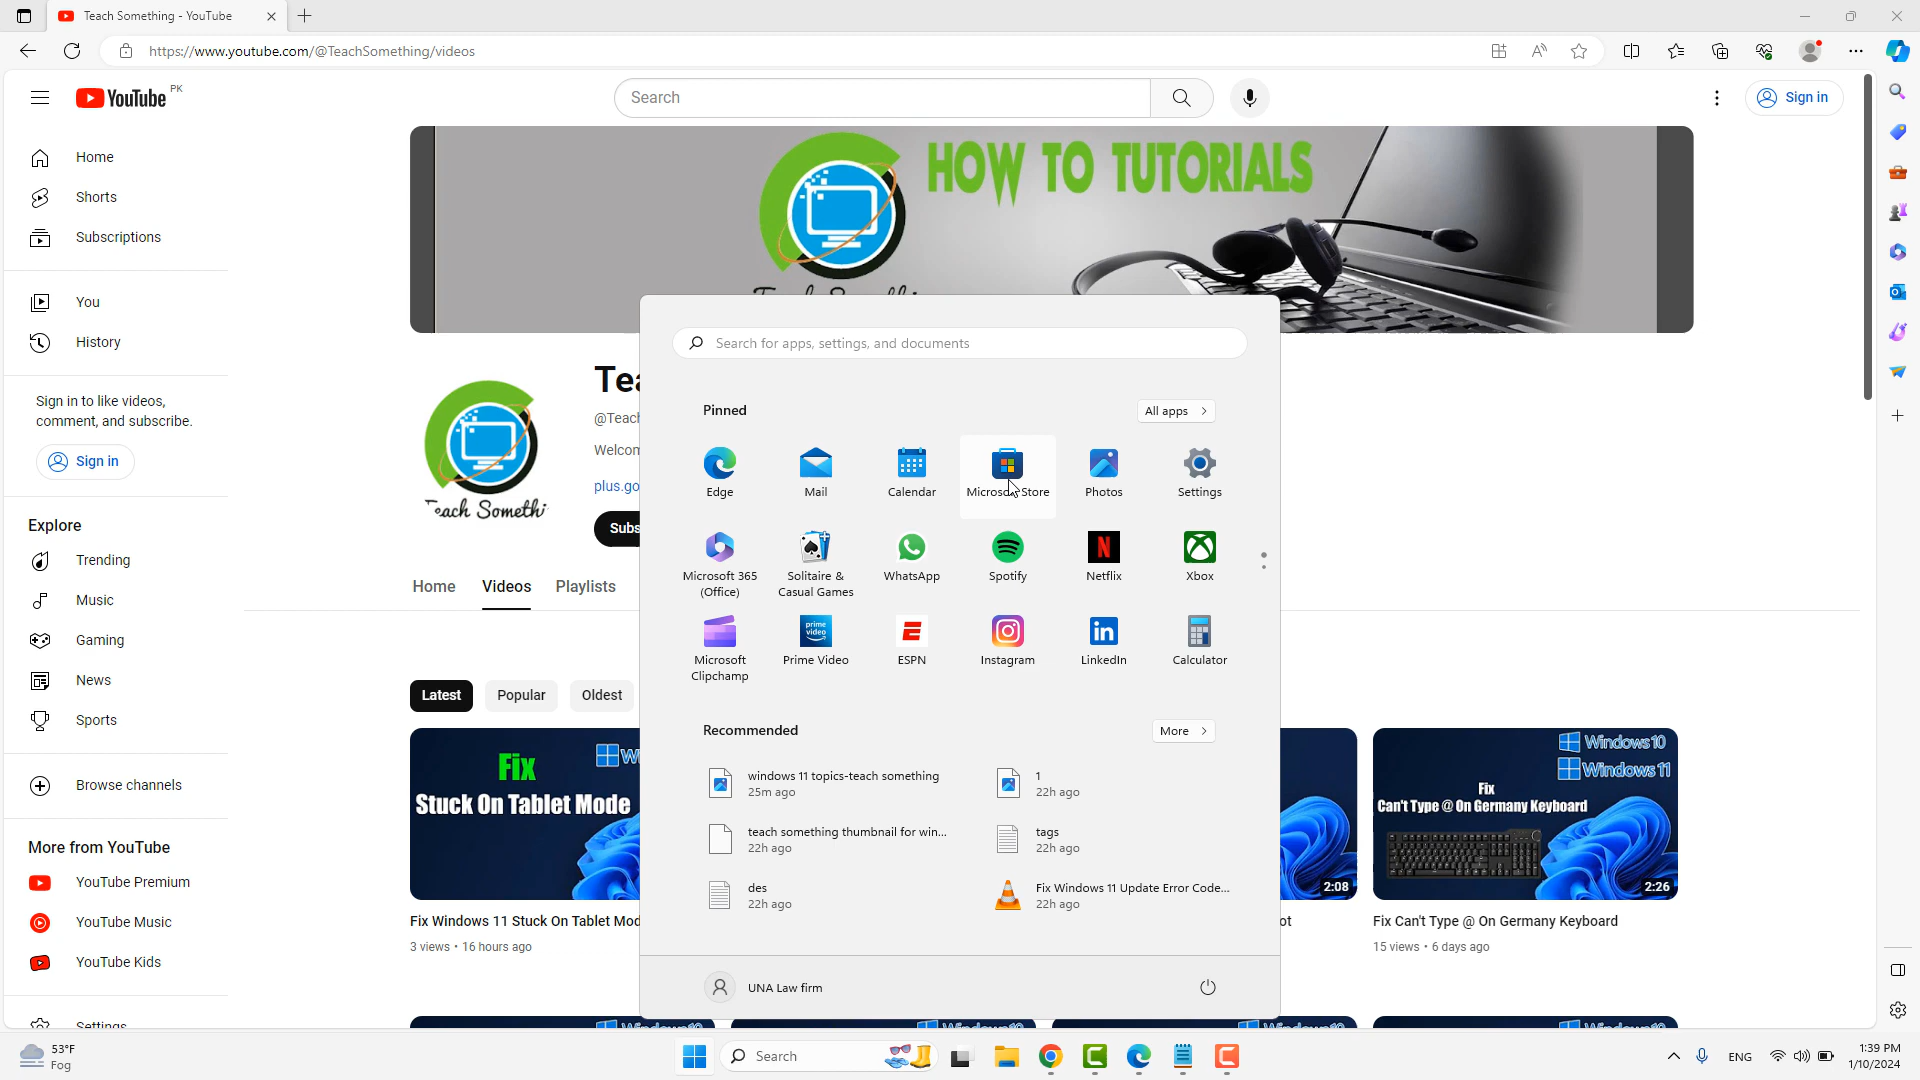 Teach Something - YouTube
https://www.youtube.com/@TeachSomething/videos
YouTube PK
Search
Sign in
Home
Shorts
Subscriptions
You
History
Sign in to like videos,
comment, and subscribe.
Sign in
Explore
Trending
Music
Gaming
News
Sports
Browse channels
More from YouTube
YouTube Premium
YouTube Music
YouTube Kids
Settings
HOW TO TUTORIALS
Teach Somethi
Tea
@Teach
Welcom
plus.go
Subs
Home
Videos
Playlists
Latest
Popular
Oldest
Fix
Stuck On Tablet Mode
Fix Windows 11 Stuck On Tablet Mod
3 views • 16 hours ago
2:08
ot
Windows 10
Windows 11
Fix
Can't Type @ On Germany Keyboard
2:26
Fix Can't Type @ On Germany Keyboard
15 views • 6 days ago
Search for apps, settings, and documents
Pinned
All apps
Edge
Mail
Calendar
Microsoft Store
Photos
Settings
Microsoft 365
(Office)
Solitaire &
Casual Games
WhatsApp
Spotify
Netflix
Xbox
Microsoft
Clipchamp
prime
video
Prime Video
ESPN
Instagram
LinkedIn
Calculator
Recommended
More
windows 11 topics-teach something
25m ago
1
22h ago
teach something thumbnail for win...
22h ago
tags
22h ago
des
22h ago
Fix Windows 11 Update Error Code...
22h ago
UNA Law firm
53°F
Fog
Search
ENG
1:39 PM
1/10/2024